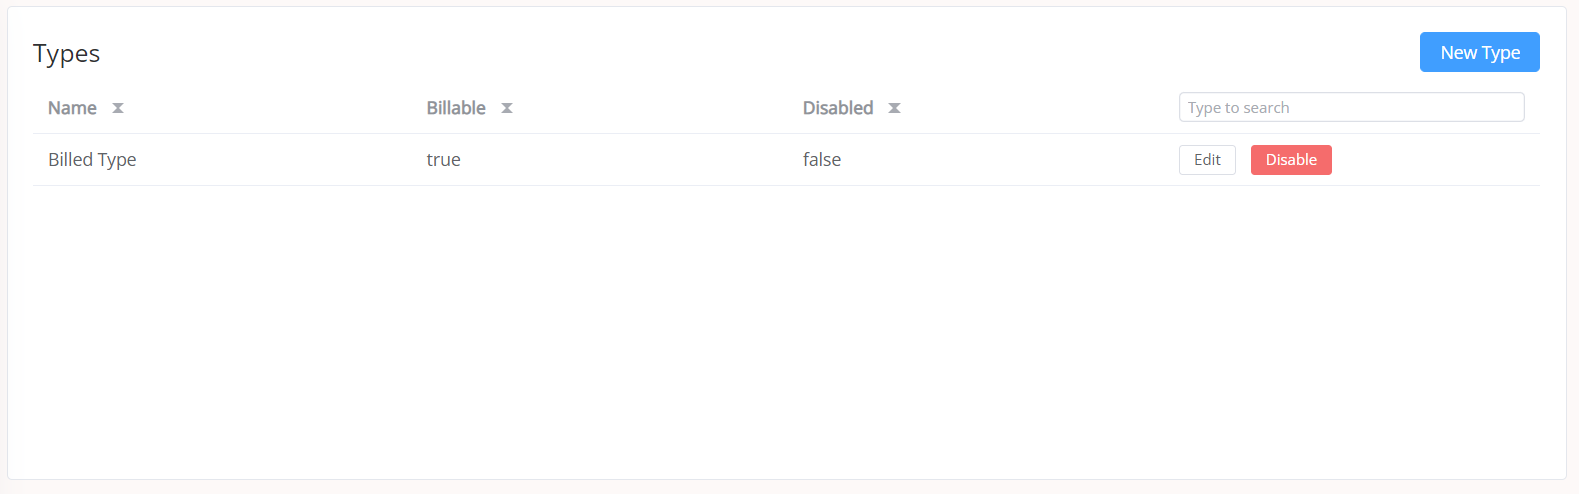 Types
New Type
Name Billable Disabled Type to search
Billed Type true false Edit Disable